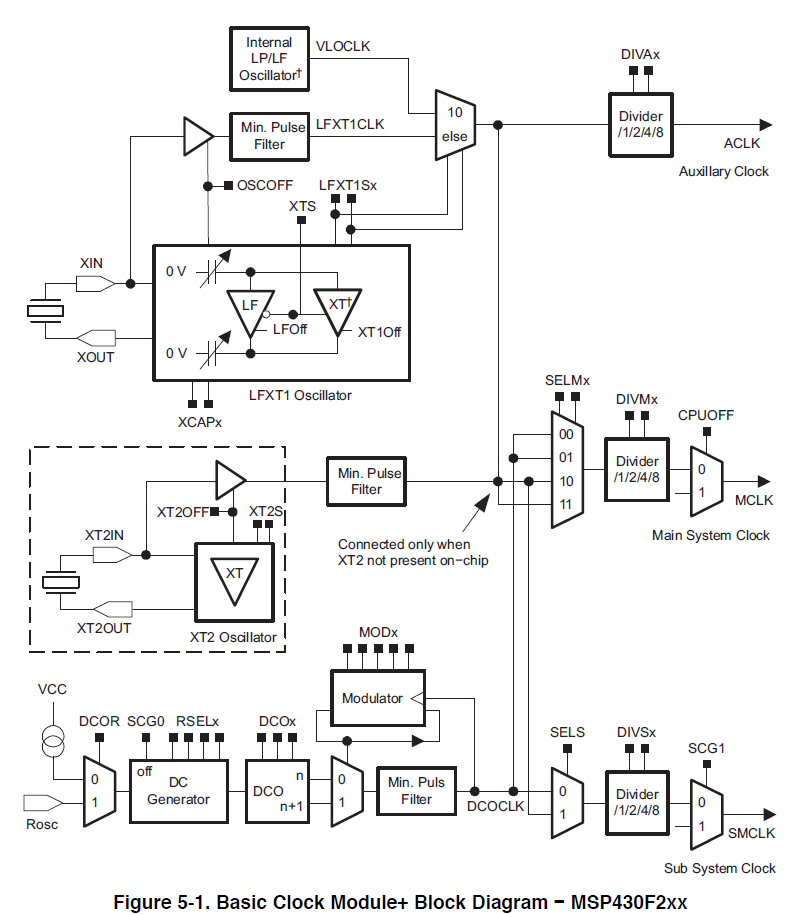 Internal
LP/LF
Oscillator†
VLOCLK
DIVAx
Min. Pulse
Filter
LFXT1CLK
10
else
Divider
/1/2/4/8
ACLK
Auxillary Clock
OSCOFF
LFXT1Sx
XTS
XIN
0 V
LF
XT†
LFOff
XT1Off
0 V
XOUT
LFXT1 Oscillator
XCAPx
SELMx
DIVMx
CPUOFF
00
01
10
11
Divider
/1/2/4/8
0
1
MCLK
Main System Clock
Min. Pulse
Filter
Connected only when
XT2 not present on−chip
XT2OFF
XT2S
XT2IN
XT
XT2OUT
XT2 Oscillator
MODx
Modulator
VCC
DCOR
SCG0
RSELx
DCOx
0
1
Rosc
off
DC
Generator
DCO
n
n+1
0
1
Min. Puls
Filter
DCOCLK
SELS
DIVSx
SCG1
0
1
Divider
/1/2/4/8
0
1
SMCLK
Sub System Clock
Figure 5-1. Basic Clock Module+ Block Diagram − MSP430F2xx